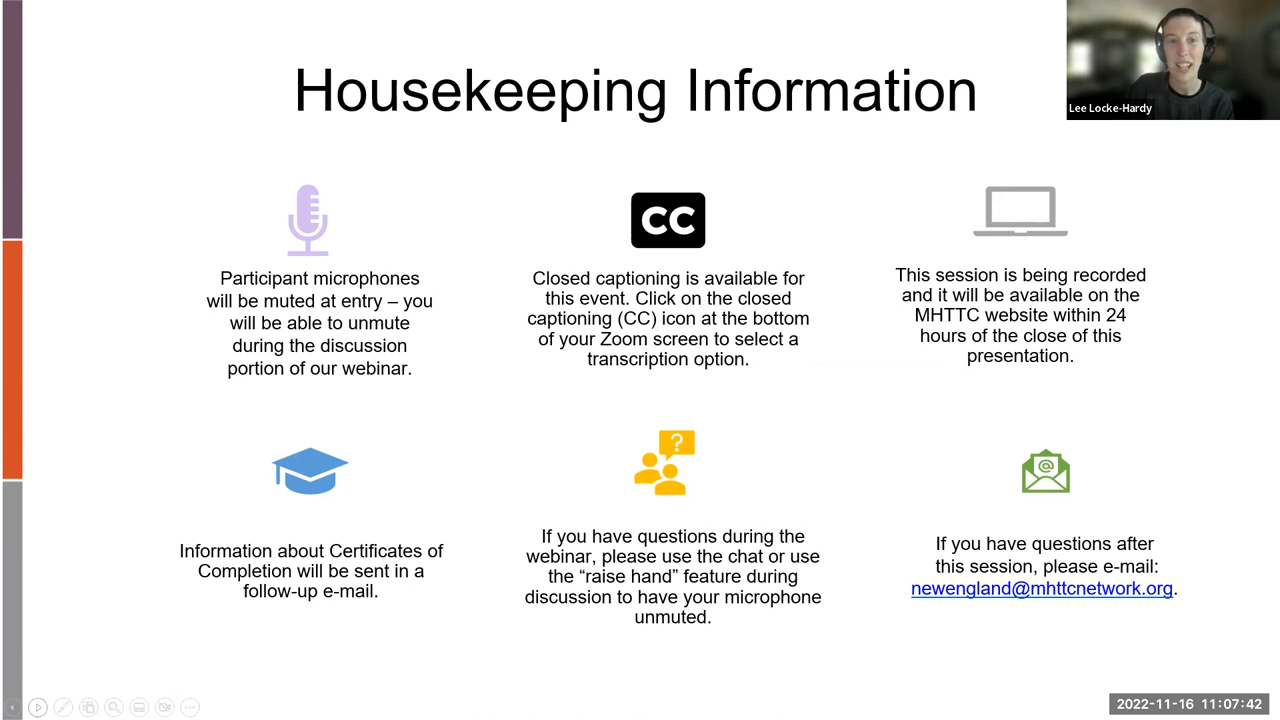 Housekeeping Information
Lee Locke-Hardy
CC
Participant microphones
will be muted at entry – you
will be able to unmute
during the discussion
portion of our webinar.
Closed captioning is available for
this event. Click on the closed
captioning (CC) icon at the bottom
of your Zoom screen to select a
transcription option.
This session is being recorded
and it will be available on the
MHTTC website within 24
hours of the close of this
presentation.
?
@
Information about Certificates of
Completion will be sent in a
follow-up e-mail.
If you have questions during the
webinar, please use the chat or use
the “raise hand” feature during
discussion to have your microphone
unmuted.
If you have questions after
this session, please e-mail:
newengland@mhttcnetwork.org.
2022-11-16 11:07:42